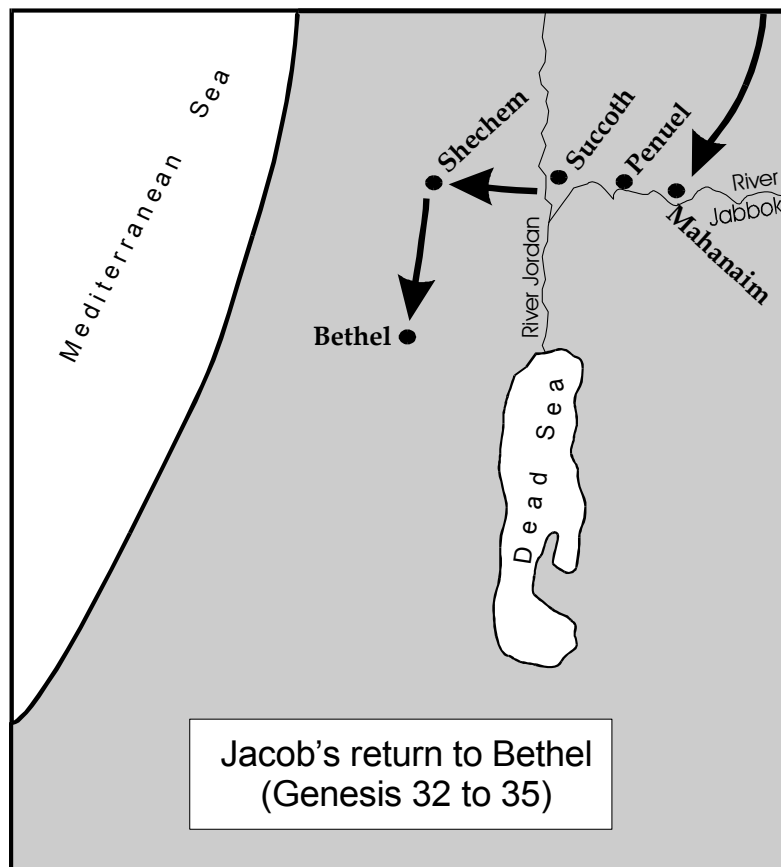 Mediterranean Sea
Shechem
Succoth
Penuel
River
Jabbok
Mahanaim
River Jordan
Bethel
Dead Sea
Jacob’s return to Bethel
(Genesis 32 to 35)